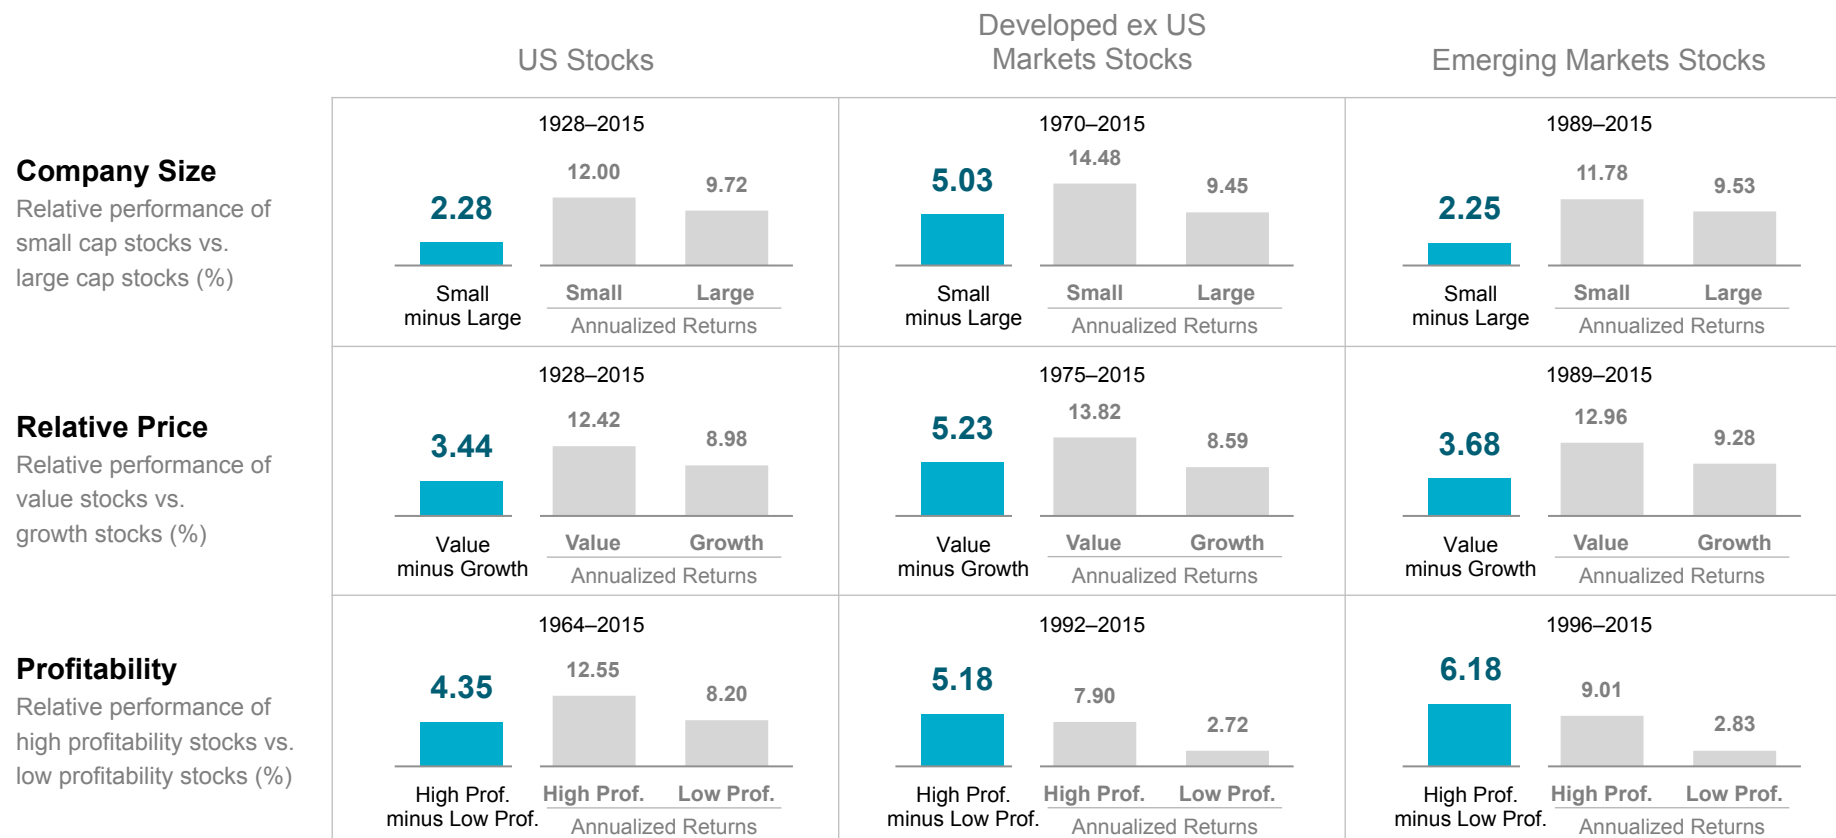 US Stocks
Developed ex US
Markets Stocks
Emerging Markets Stocks
Company Size
Relative performance of
small cap stocks vs.
large cap stocks (%)
1928–2015
2.28
12.00
9.72
Small
minus Large
Small
Large
Annualized Returns
1970–2015
5.03
14.48
9.45
Small
minus Large
Small
Large
Annualized Returns
1989–2015
2.25
11.78
9.53
Small
minus Large
Small
Large
Annualized Returns
Relative Price
Relative performance of
value stocks vs.
growth stocks (%)
1928–2015
3.44
12.42
8.98
Value
minus Growth
Value
Growth
Annualized Returns
1975–2015
5.23
13.82
8.59
Value
minus Growth
Value
Growth
Annualized Returns
1989–2015
3.68
12.96
9.28
Value
minus Growth
Value
Growth
Annualized Returns
Profitability
Relative performance of
high profitability stocks vs.
low profitability stocks (%)
1964–2015
4.35
12.55
8.20
High Prof.
minus Low Prof.
High Prof.
Low Prof.
Annualized Returns
1992–2015
5.18
7.90
2.72
High Prof.
minus Low Prof.
High Prof.
Low Prof.
Annualized Returns
1996–2015
6.18
9.01
2.83
High Prof.
minus Low Prof.
High Prof.
Low Prof.
Annualized Returns